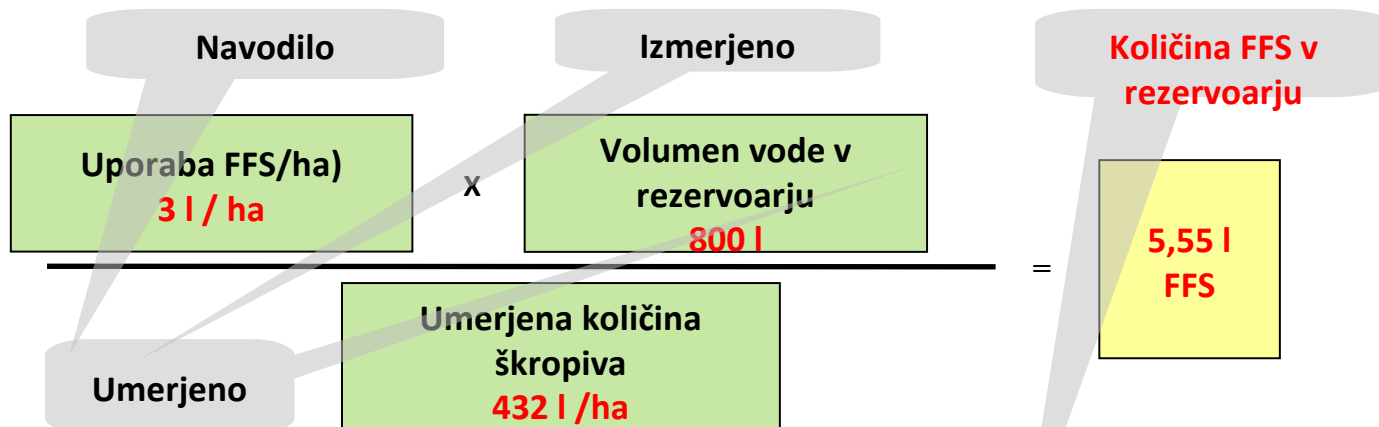 Navodilo
Izmerjeno
Količina FFS v
rezervoarju
Uporaba FFS/ha)
3 l / ha
x
Volumen vode v
rezervoarju
800 l
=
5,55 l
FFS
Umerjeno
Umerjena količina
škropiva
432 l /ha